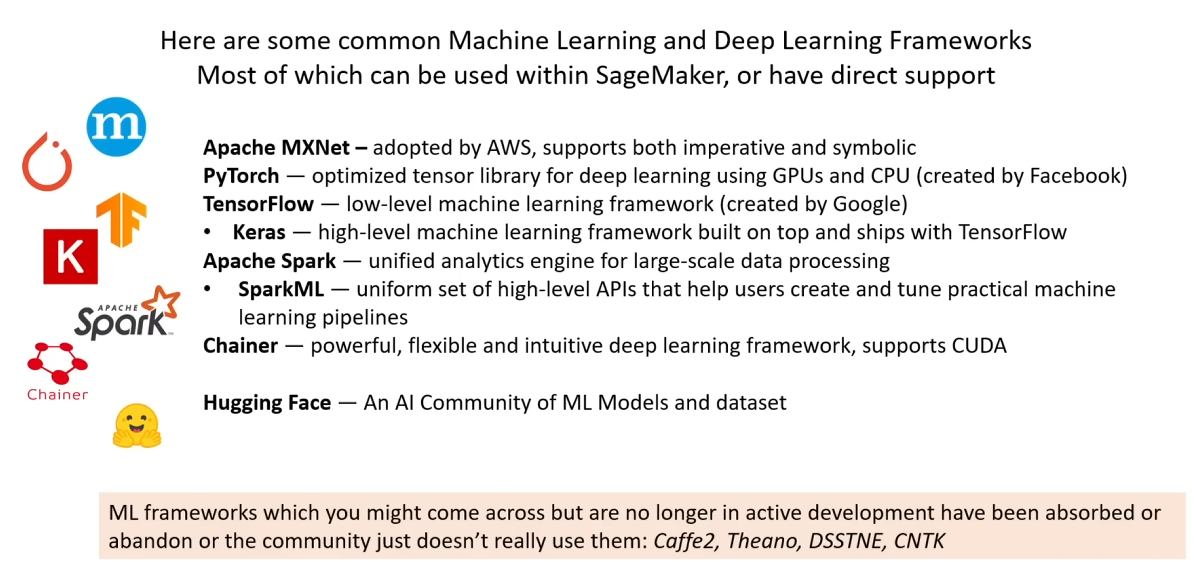 Here are some common Machine Learning and Deep Learning Frameworks
Most of which can be used within SageMaker, or have direct support
m
Apache MXNet – adopted by AWS, supports both imperative and symbolic
PyTorch — optimized tensor library for deep learning using GPUs and CPU (created by Facebook)
TensorFlow — low-level machine learning framework (created by Google)
K
• Keras — high-level machine learning framework built on top and ships with TensorFlow
Apache Spark — unified analytics engine for large-scale data processing
APACHE
Spark™
• SparkML — uniform set of high-level APIs that help users create and tune practical machine
learning pipelines
Chainer — powerful, flexible and intuitive deep learning framework, supports CUDA
Chainer
Hugging Face — An AI Community of ML Models and dataset
ML frameworks which you might come across but are no longer in active development have been absorbed or
abandon or the community just doesn’t really use them: Caffe2, Theano, DSSTNE, CNTK